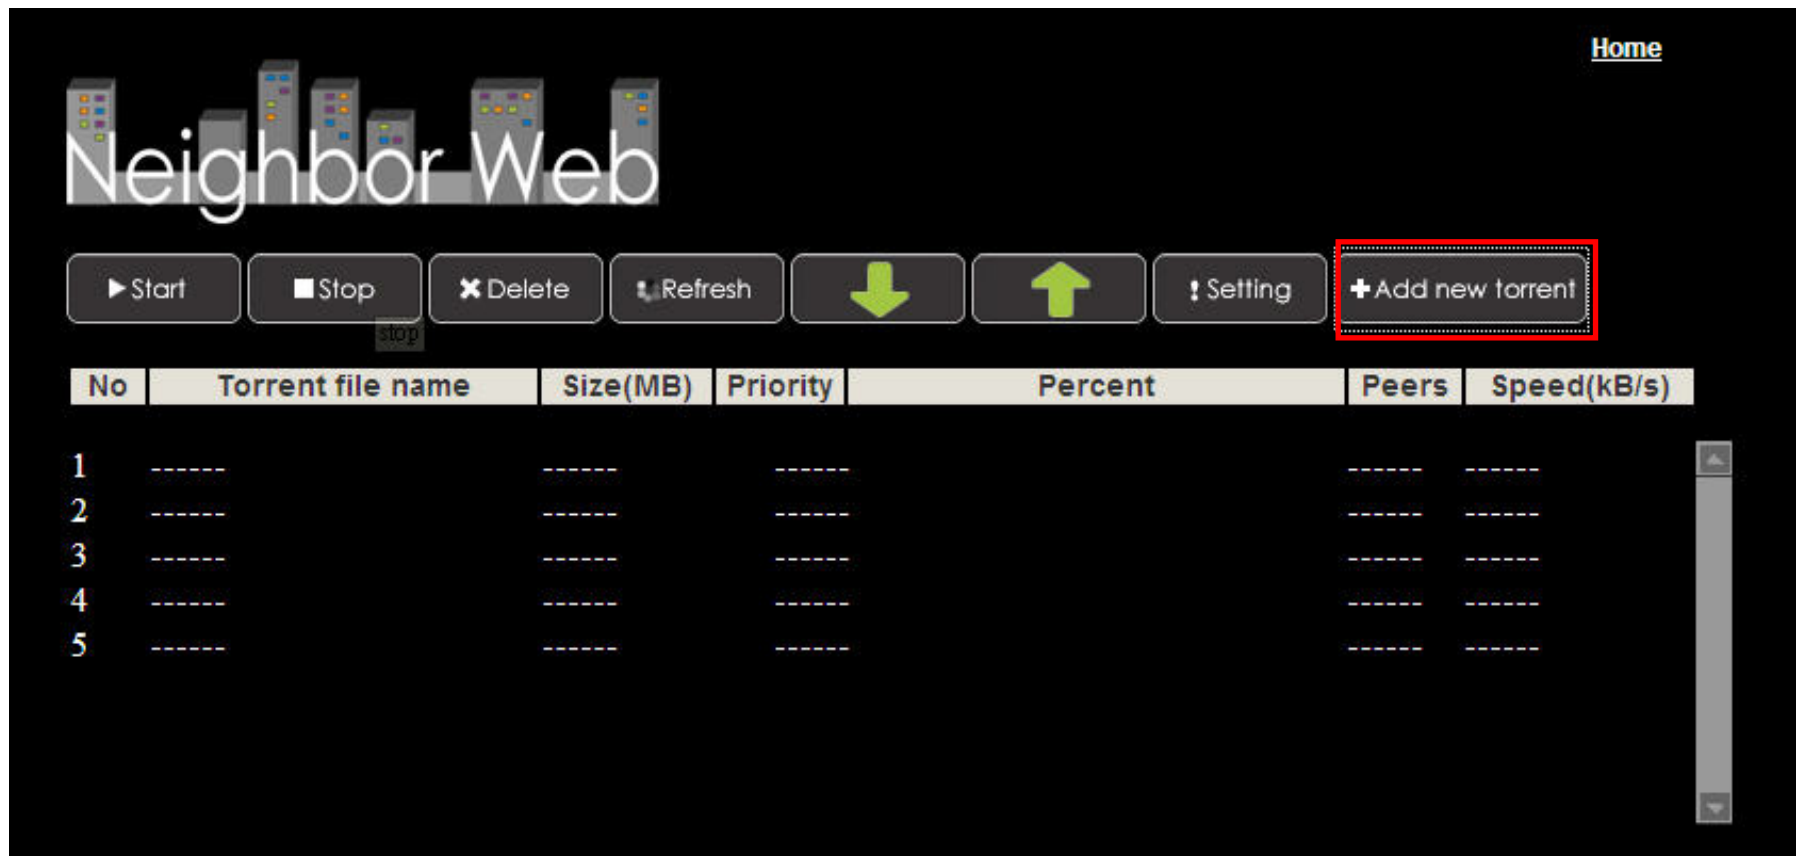 Home
Neighbor Web
Start Stop Delete Refresh Setting Add new torrent
stop
No Torrent file name Size(MB) Priority Percent Peers Speed(kB/s)
1 ------ ------ ------ ------ ------
2 ------ ------ ------ ------ ------
3 ------ ------ ------ ------ ------
4 ------ ------ ------ ------ ------
5 ------ ------ ------ ------ ------